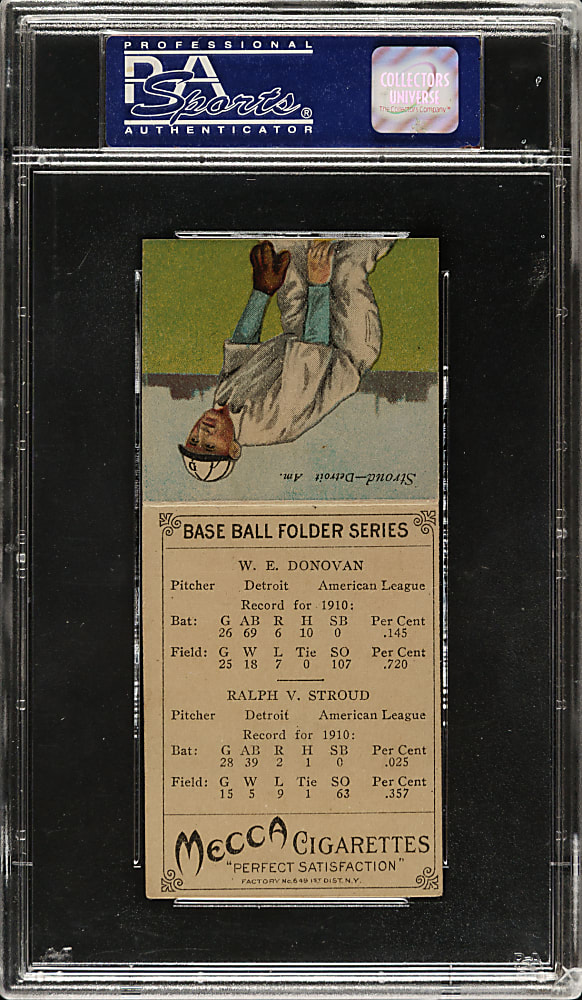 PROFESSIONAL
PSA
Sports®
AUTHENTICATOR
COLLECTORS
UNIVERSE
The Collectors Company™
Stroud—Detroit Am.
BASE BALL FOLDER SERIES
W. E. DONOVAN
Pitcher Detroit American League
Record for 1910:
Bat: G AB R H SB Per Cent
26 69 6 10 0 .145
Field: G W L Tie SO Per Cent
25 18 7 0 107 .720
RALPH V. STROUD
Pitcher Detroit American League
Record for 1910:
Bat: G AB R H SB Per Cent
28 39 2 1 0 .025
Field: G W L Tie SO Per Cent
15 5 9 1 63 .357
MECCA CIGARETTES
"PERFECT SATISFACTION"
FACTORY No. 649 1ST DIST. N.Y.